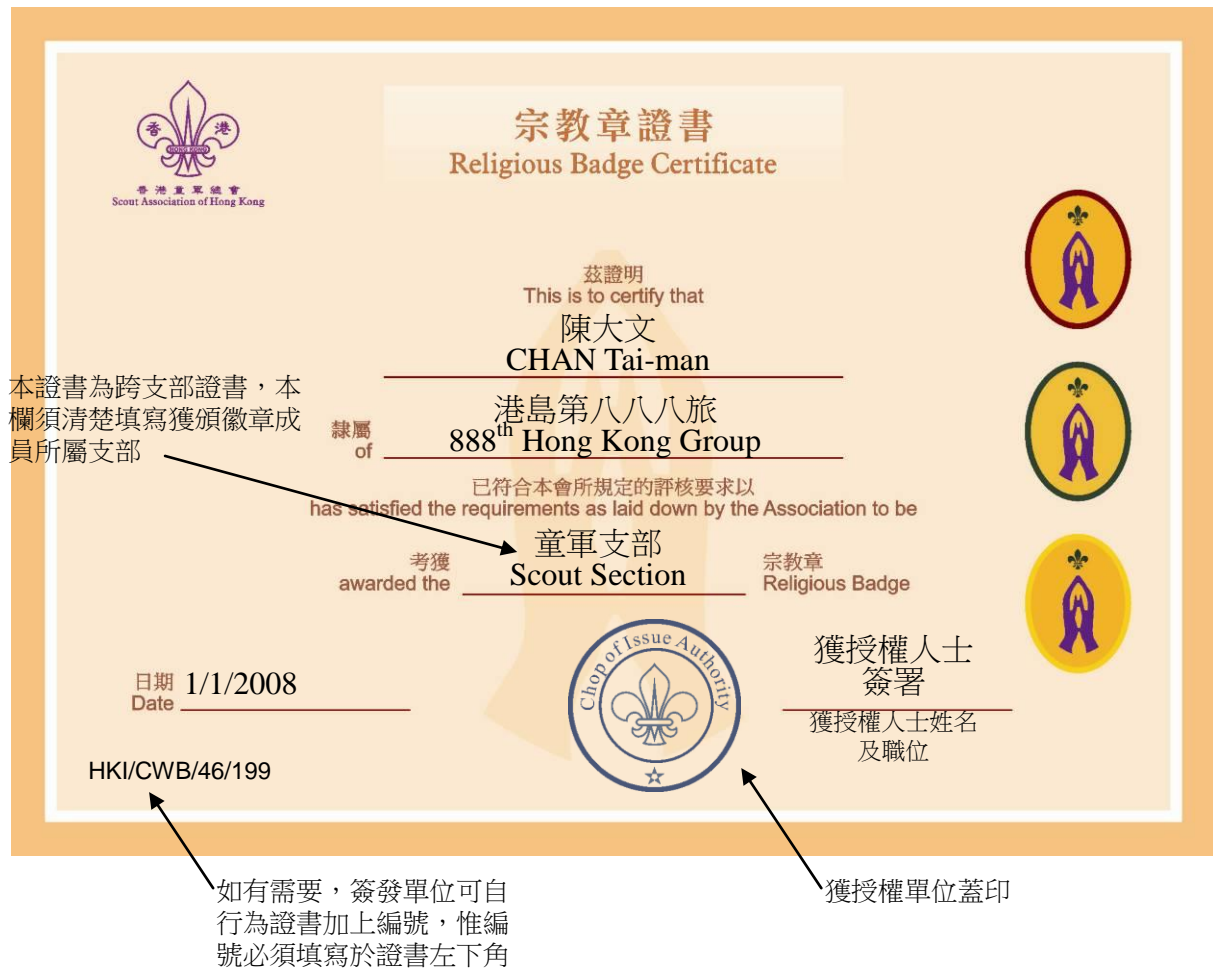 香 港
HONG KONG
香港童軍總會
Scout Association of Hong Kong
宗教章證書
Religious Badge Certificate
茲證明
This is to certify that
陳大文
CHAN Tai-man
本證書為跨支部證書，本
欄須清楚填寫獲頒徽章成
員所屬支部
隸屬
of
港島第八八八旅
888th Hong Kong Group
已符合本會所規定的評核要求以
has satisfied the requirements as laid down by the Association to be
考獲
awarded the
童軍支部
Scout Section
宗教章
Religious Badge
日期
Date
1/1/2008
Chop of Issue Authority
獲授權人士
簽署
獲授權人士姓名
及職位
HKI/CWB/46/199
如有需要，簽發單位可自
行為證書加上編號，惟編
號必須填寫於證書左下角
獲授權單位蓋印